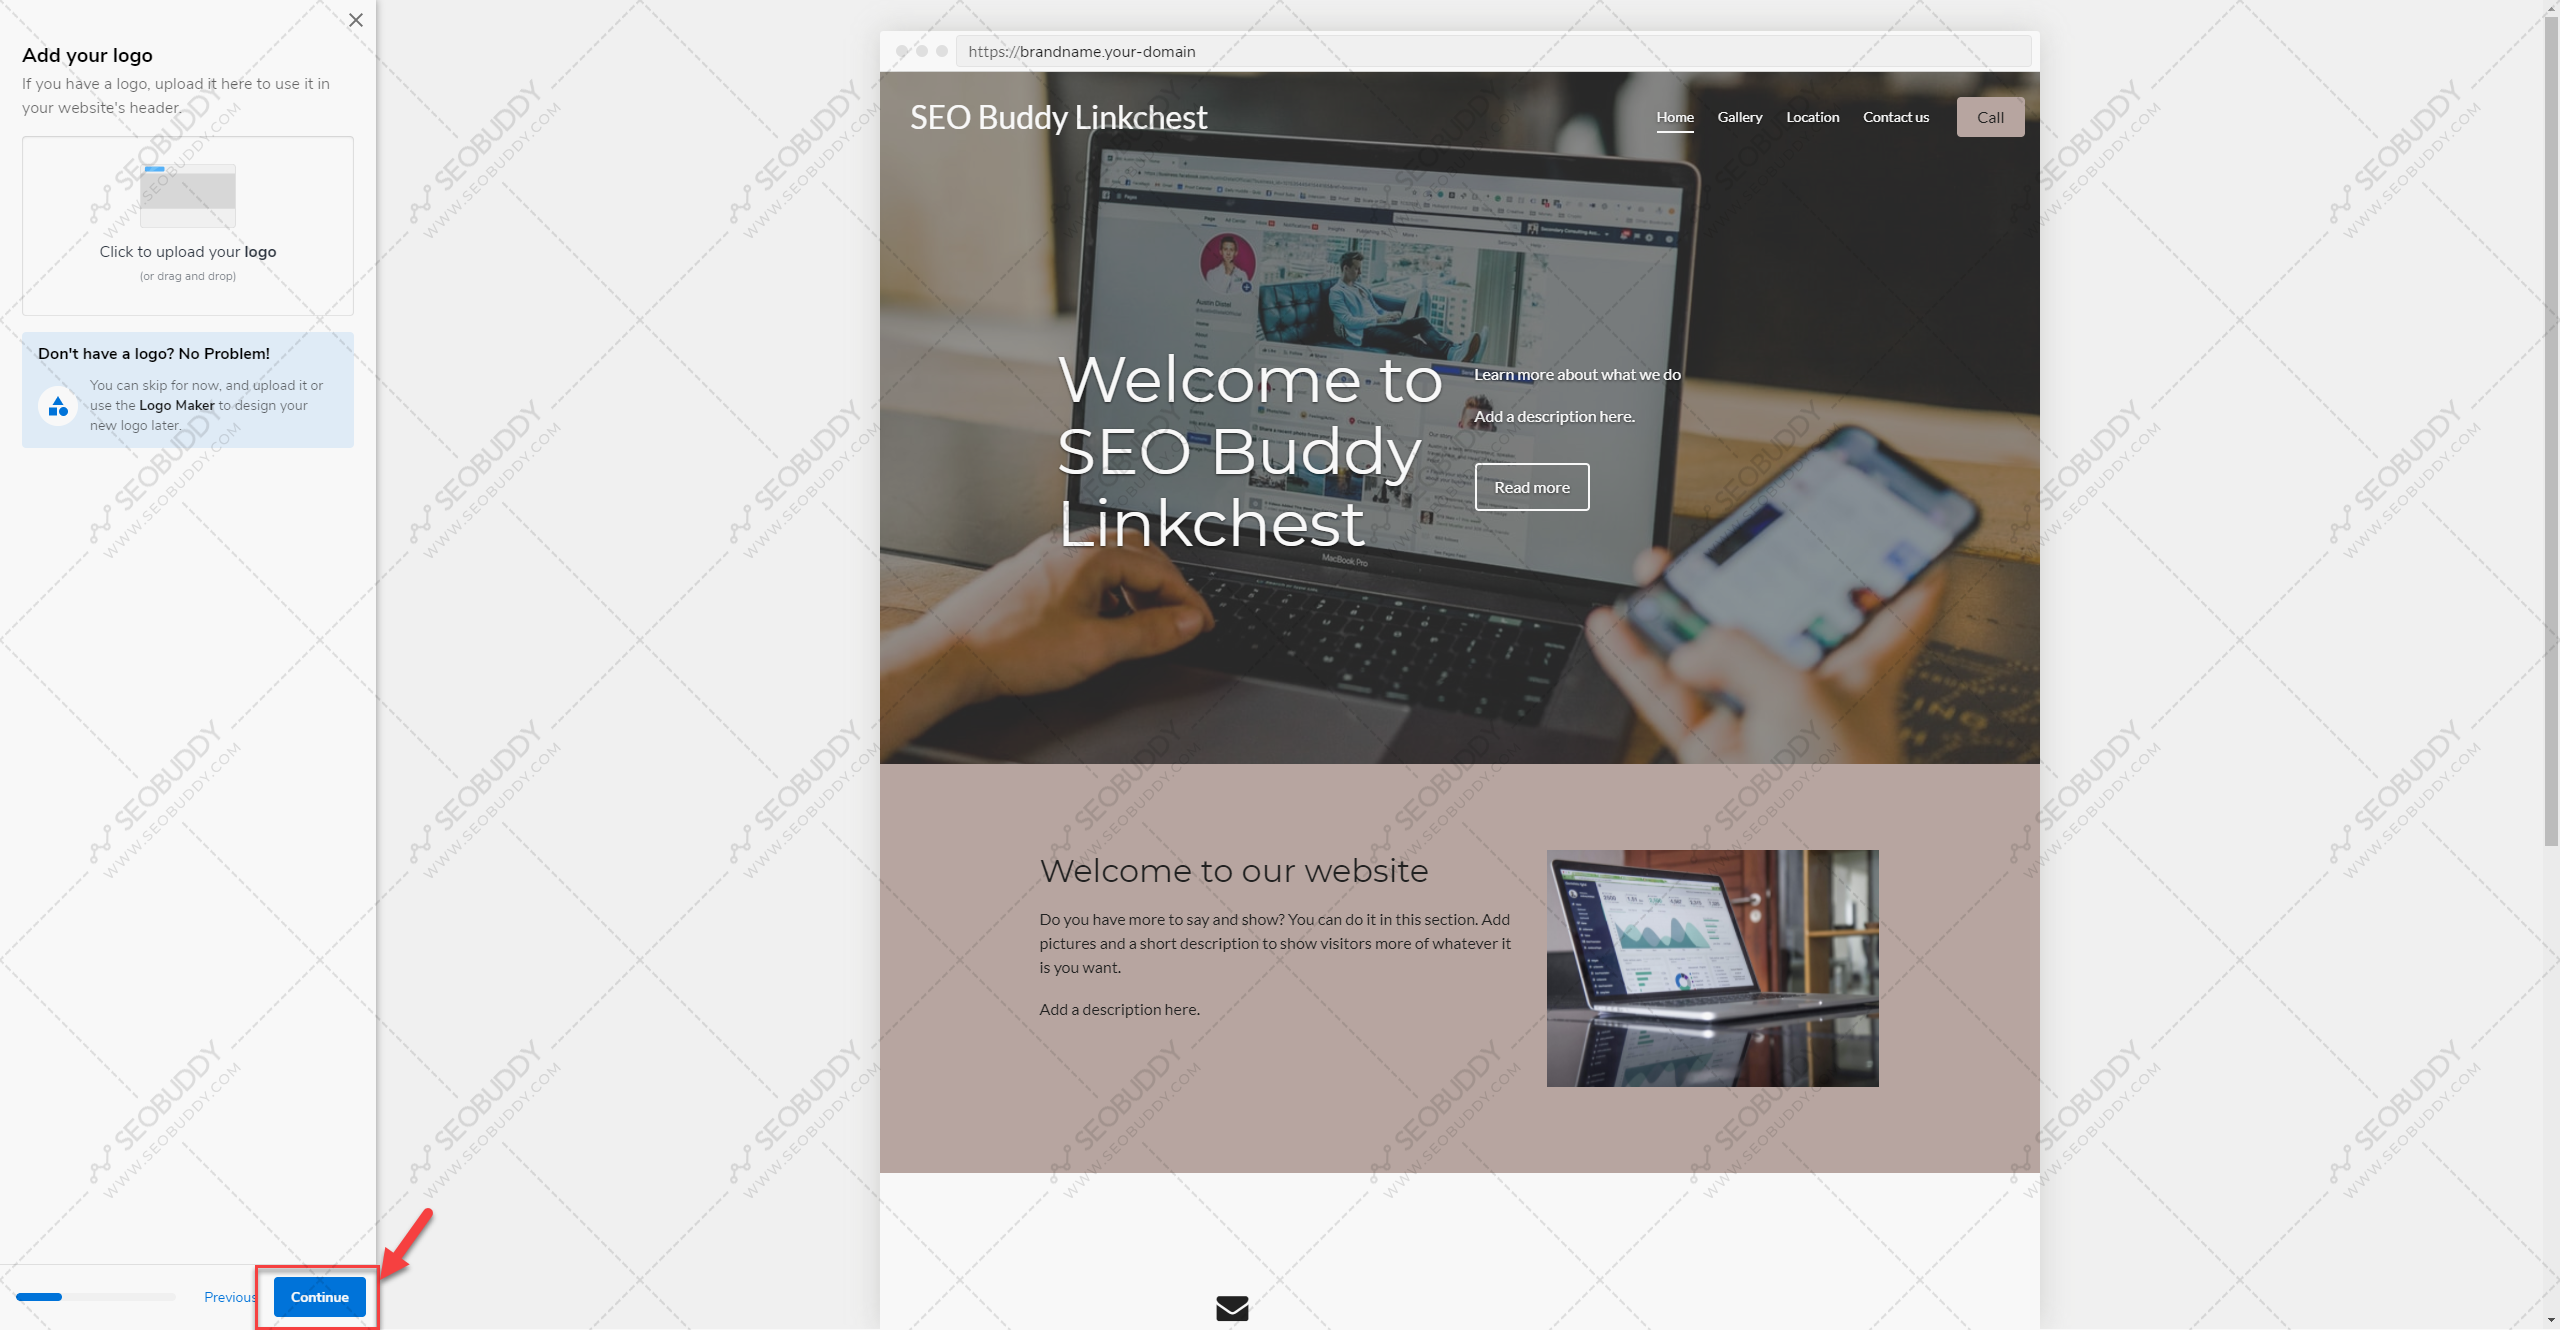 Add your logo
If you have a logo, upload it here to use it in
your website's header.
Click to upload your logo
(or drag and drop)
Don't have a logo? No Problem!
You can skip for now, and upload it or
use the Logo Maker to design your
new logo later.
Previous
Continue
https://brandname.your-domain
SEO Buddy Linkchest
Home
Gallery
Location
Contact us
Call
Welcome to
SEO Buddy
Linkchest
Learn more about what we do
Add a description here.
Read more
MacBook Pro
Welcome to our website
Do you have more to say and show? You can do it in this section. Add
pictures and a short description to show visitors more of whatever it
is you want.
Add a description here.
SEOBUDDY
WWW.SEOBUDDY.COM